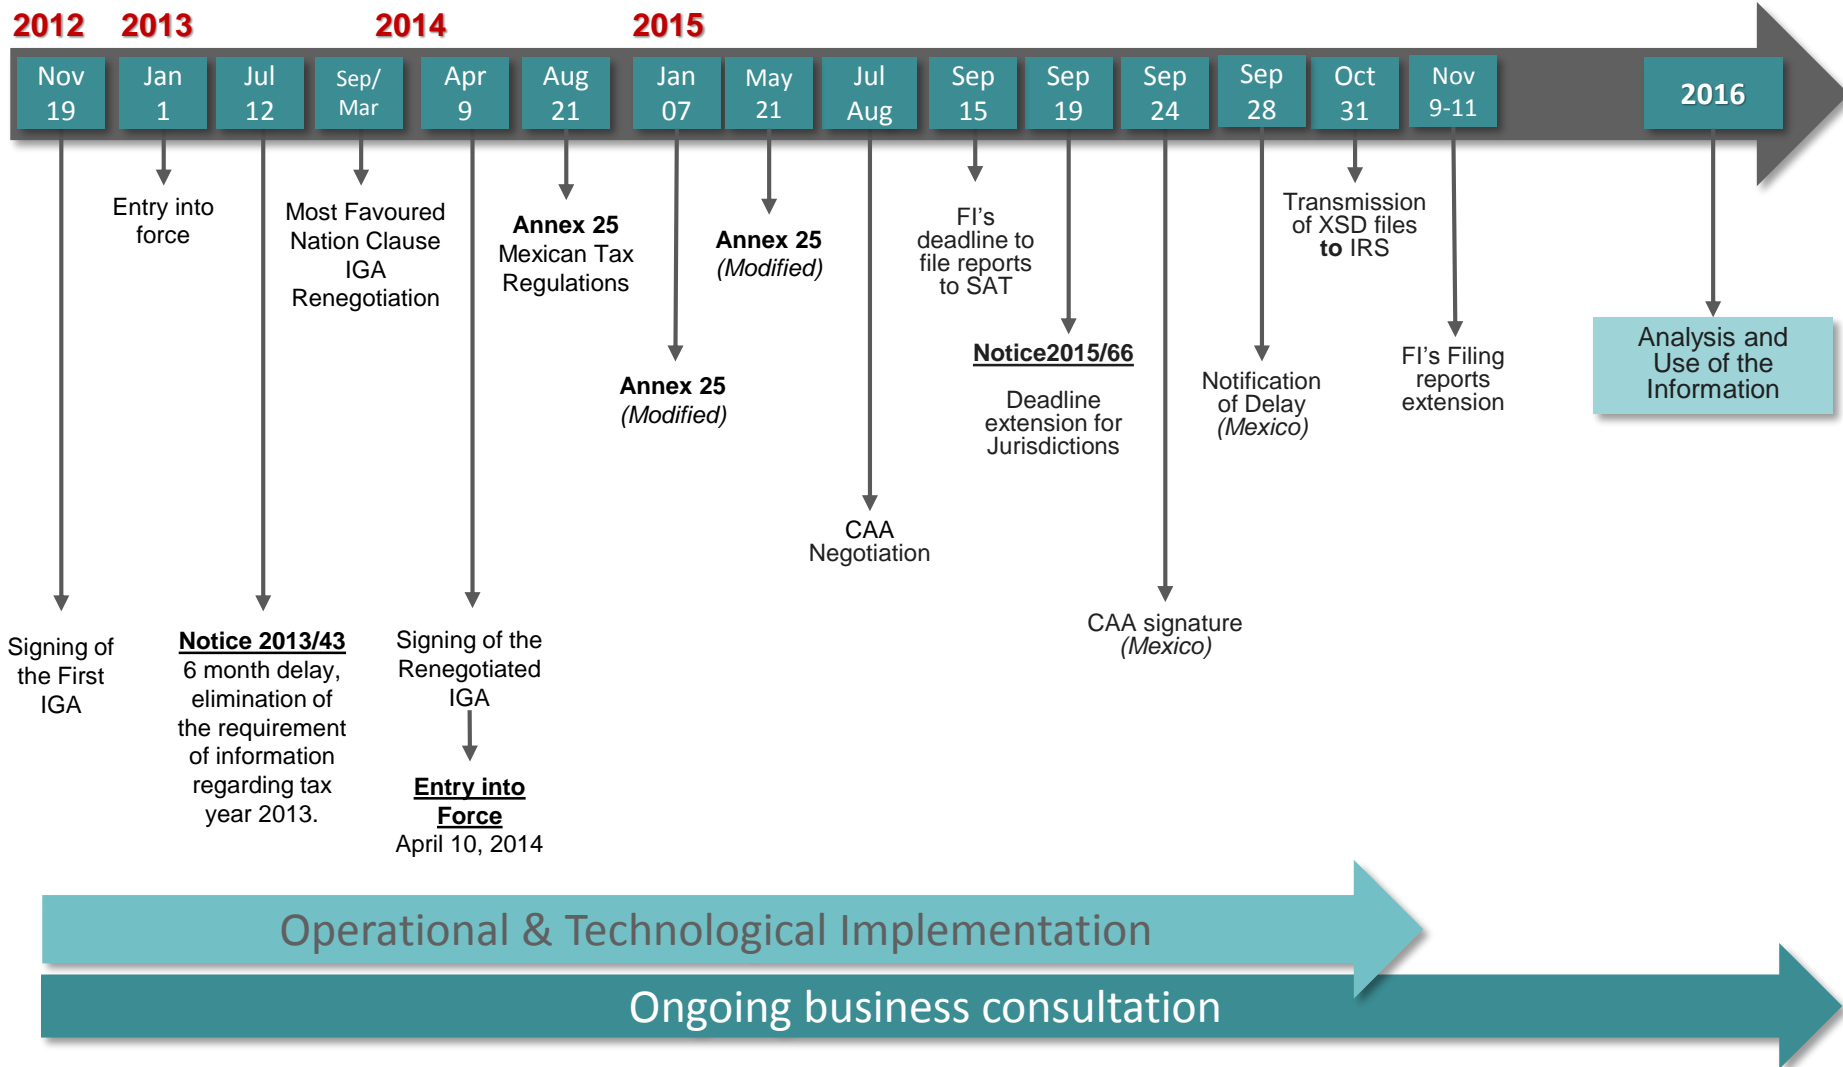 2012 2013 2014 2015
Nov
19
Jan
1
Jul
12
Sep/
Mar
Apr
9
Aug
21
Jan
07
May
21
Jul
Aug
Sep
15
Sep
19
Sep
24
Sep
28
Oct
31
Nov
9-11
2016
Signing of
the First
IGA
Entry into
force
Notice 2013/43
6 month delay,
elimination of
the requirement
of information
regarding tax
year 2013.
Most Favoured
Nation Clause
IGA
Renegotiation
Signing of the
Renegotiated
IGA
Entry into
Force
April 10, 2014
Annex 25
Mexican Tax
Regulations
Annex 25
(Modified)
Annex 25
(Modified)
CAA
Negotiation
FI's
deadline to
file reports
to SAT
Notice2015/66
Deadline
extension for
Jurisdictions
CAA signature
(Mexico)
Notification
of Delay
(Mexico)
Transmission
of XSD files
to IRS
FI's Filing
reports
extension
Analysis and
Use of the
Information
Operational & Technological Implementation
Ongoing business consultation